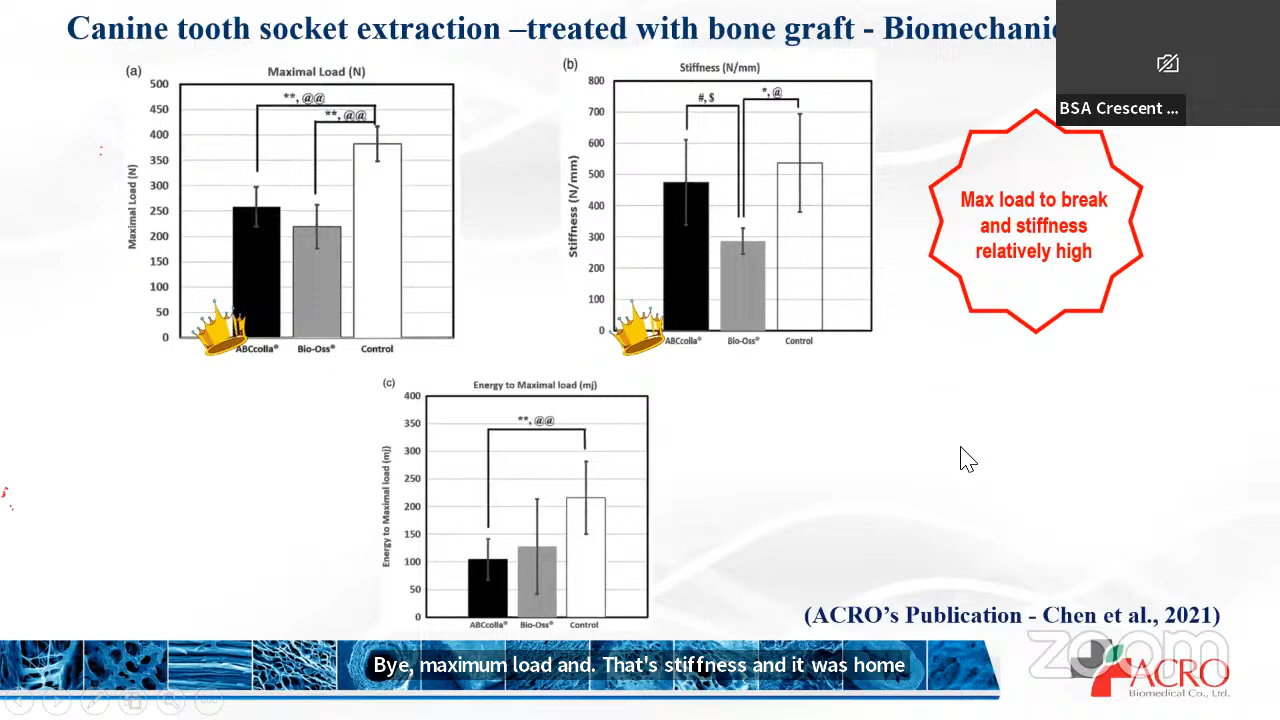 Canine tooth socket extraction –treated with bone graft - Biomechanic
BSA Crescent ...
(a)
Maximal Load (N)
500
450
400
350
300
250
200
150
100
50
0
Maximal Load (N)
**, @@
**, @@
ABCcolla®
Bio-Oss®
Control
(b)
Stiffness (N/mm)
800
700
600
500
400
300
200
100
0
Stiffness (N/mm)
#, $
*, @
ABCcolla®
Bio-Oss®
Control
Max load to break
and stiffness
relatively high
(c)
Energy to Maximal load (mj)
400
350
300
250
200
150
100
50
0
Energy to Maximal load (mj)
**, @@
ABCcolla®
Bio-Oss®
Control
(ACRO’s Publication - Chen et al., 2021)
Bye, maximum load and. That's stiffness and it was home
zoom
ACRO
Biomedical Co., Ltd.